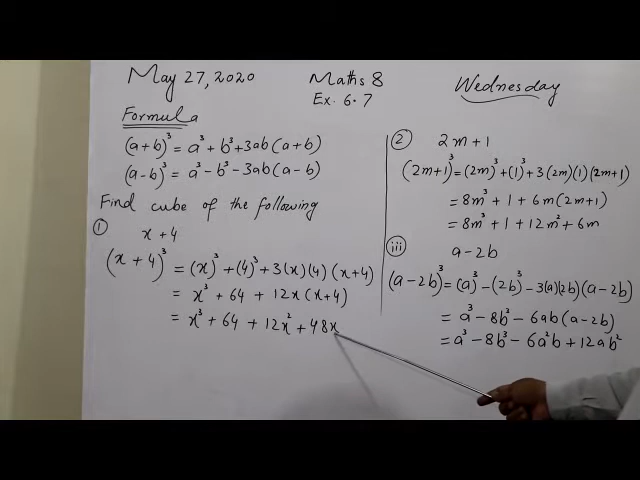 May 27, 2020 Maths 8 Wednesday
Ex. 6.7
Formula
(a+b)³ = a³ + b³ + 3ab(a+b)
(a-b)³ = a³ - b³ - 3ab(a-b)
Find cube of the following
① x+4
(x+4)³ = (x)³ + (4)³ + 3(x)(4)(x+4)
= x³ + 64 + 12x(x+4)
= x³ + 64 + 12x² + 48x
② 2m+1
(2m+1)³ = (2m)³ + (1)³ + 3(2m)(1)(2m+1)
= 8m³ + 1 + 6m(2m+1)
= 8m³ + 1 + 12m² + 6m
iii a-2b
(a-2b)³ = (a)³ - (2b)³ - 3(a)(2b)(a-2b)
= a³ - 8b³ - 6ab(a-2b)
= a³ - 8b³ - 6a²b + 12ab²